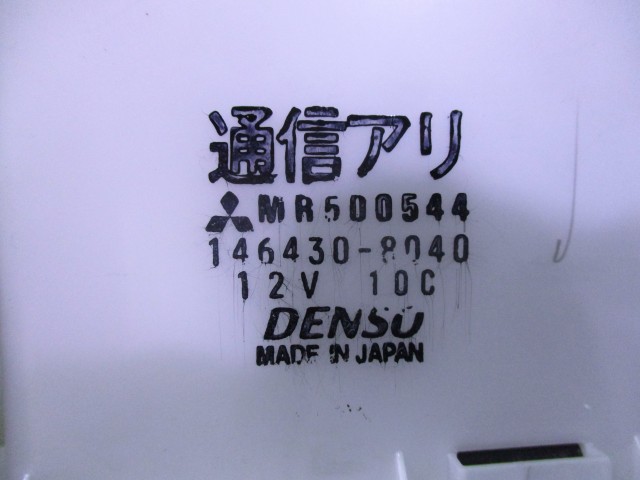 通信アリ
MR500544
146430-8040
12V 10C
DENSO
MADE IN JAPAN